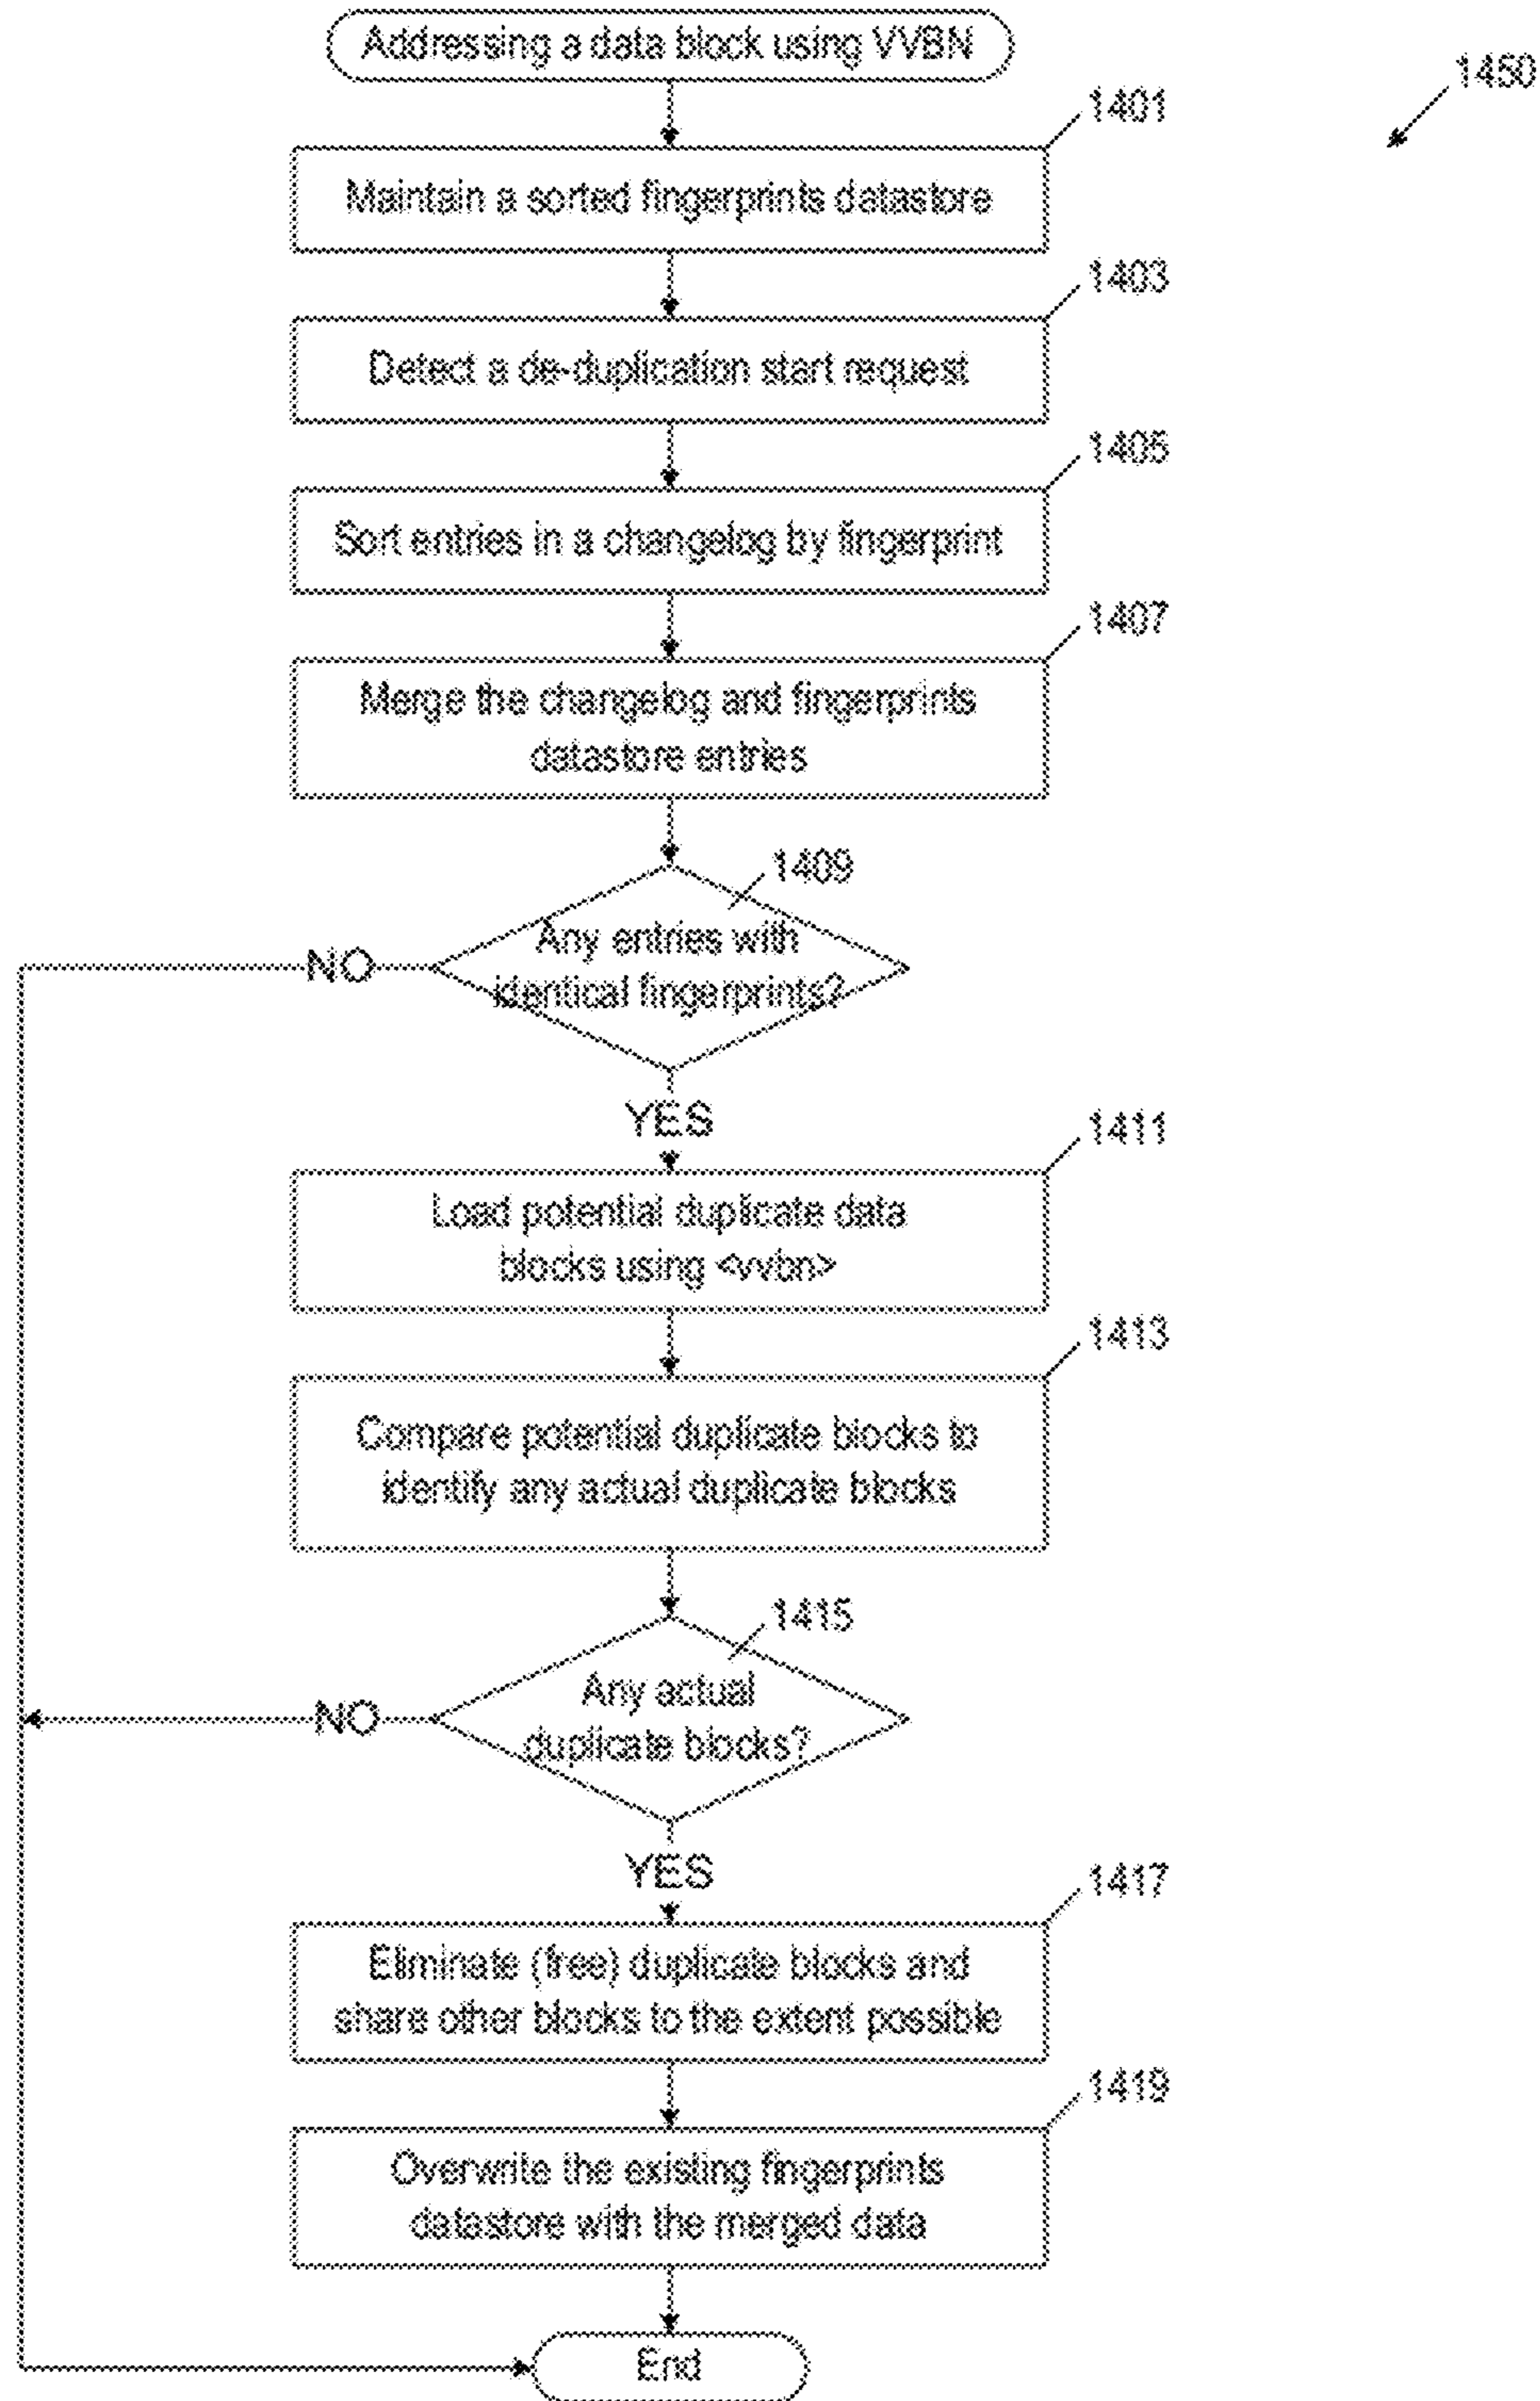 Addressing a data block using VVBN
1450
1401
Maintain a sorted fingerprints datastore
1403
Detect a de-duplication start request
1405
Sort entries in a changelog by fingerprint
1407
Merge the changelog and fingerprints
datastore entries
1409
Any entries with
identical fingerprints?
NO
YES
1411
Load potential duplicate data
blocks using <vvbn>
1413
Compare potential duplicate blocks to
identify any actual duplicate blocks
1415
Any actual
duplicate blocks?
NO
YES
1417
Eliminate (free) duplicate blocks and
share other blocks to the extent possible
1419
Overwrite the existing fingerprints
datastore with the merged data
End